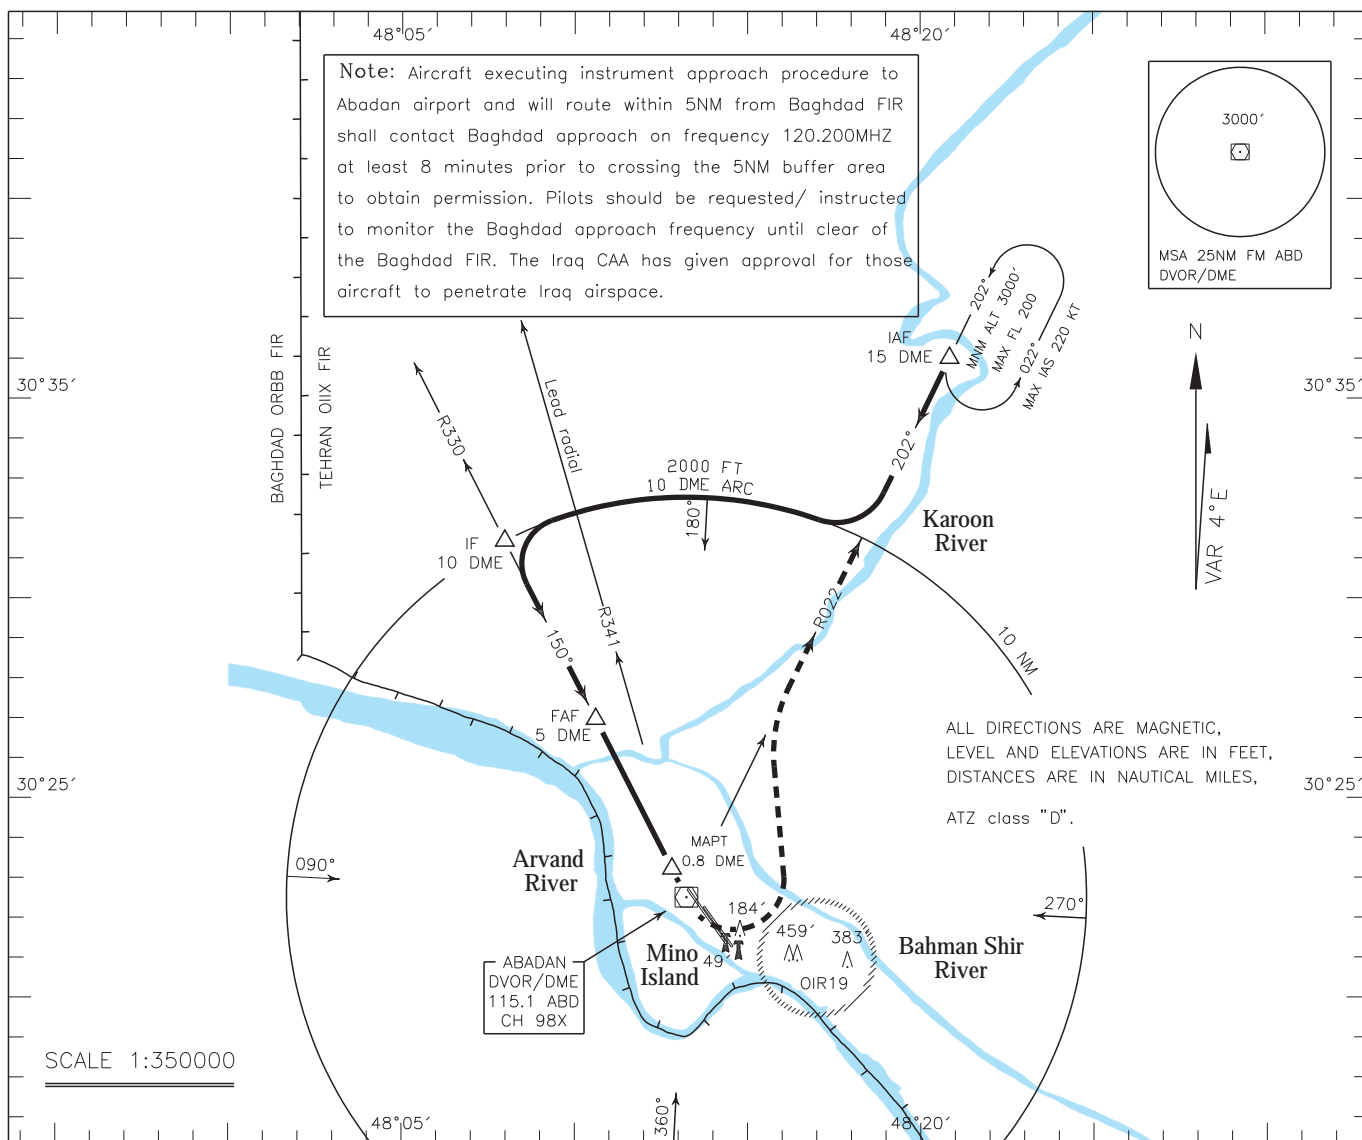 48°05′
48°20′
Note: Aircraft executing instrument approach procedure to
Abadan airport and will route within 5NM from Baghdad FIR
shall contact Baghdad approach on frequency 120.200MHZ
at least 8 minutes prior to crossing the 5NM buffer area
to obtain permission. Pilots should be requested/ instructed
to monitor the Baghdad approach frequency until clear of
the Baghdad FIR. The Iraq CAA has given approval for those
aircraft to penetrate Iraq airspace.
3000′
MSA 25NM FM ABD
DVOR/DME
202°
MNM ALT 3000′
MAX FL 200
022°
MAX IAS 220 KT
IAF
15 DME
N
VAR 4°E
BAGHDAD ORBB FIR
TEHRAN OIIX FIR
30°35′
30°35′
R330
Lead radial
202°
2000 FT
10 DME ARC
180°
Karoon
River
IF
10 DME
R341
R022
150°
10 NM
FAF
5 DME
ALL DIRECTIONS ARE MAGNETIC,
LEVEL AND ELEVATIONS ARE IN FEET,
DISTANCES ARE IN NAUTICAL MILES,
ATZ class "D".
30°25′
30°25′
MAPT
0.8 DME
Arvand
River
090°
270°
184′
459′
383
49
OIR19
Mino
Island
Bahman Shir
River
ABADAN
DVOR/DME
115.1 ABD
CH 98X
SCALE 1:350000
360°
48°05′
48°20′